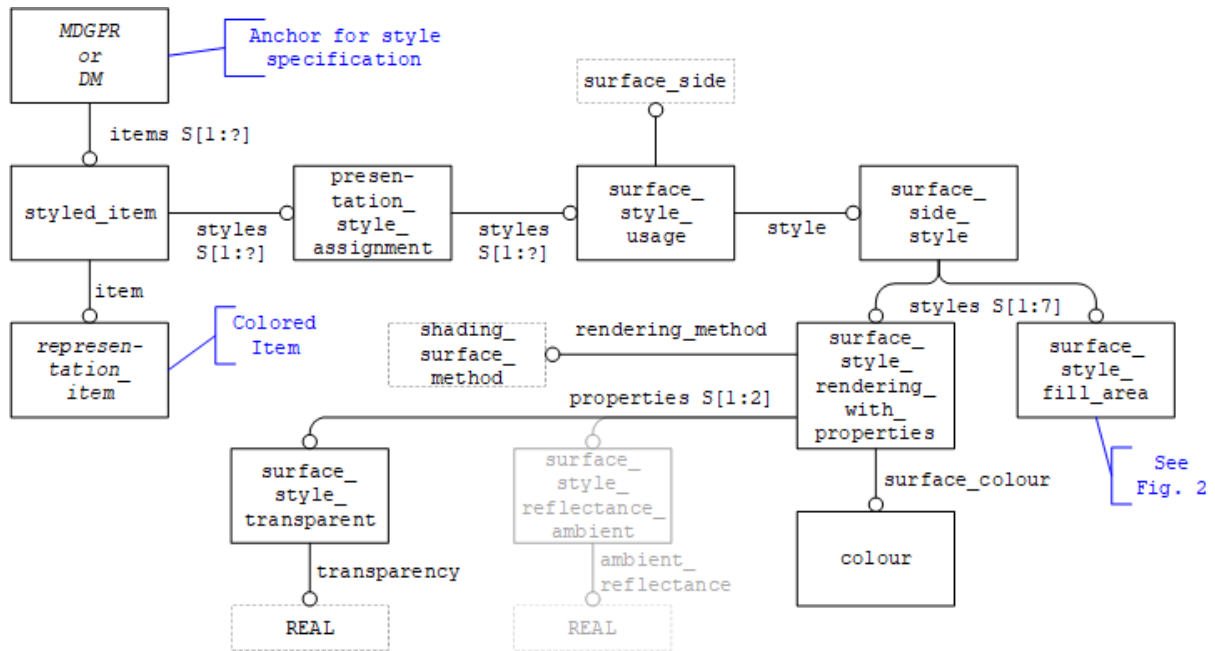 MDGPR
or
DM
Anchor for style
specification
items S[1:?]
surface_side
styled_item
styles
S[1:?]
presen-
tation_
style_
assignment
styles
S[1:?]
surface_
style_
usage
style
surface_
side_
style
item
represen-
tation_
item
Colored
Item
styles S[1:7]
shading_
surface_
method
rendering_method
surface_
style_
rendering_
with_
properties
surface_
style_
fill_area
properties S[1:2]
surface_
style_
transparent
surface_
style_
reflectance_
ambient
surface_colour
See
Fig. 2
transparency
ambient_
reflectance
colour
REAL
REAL